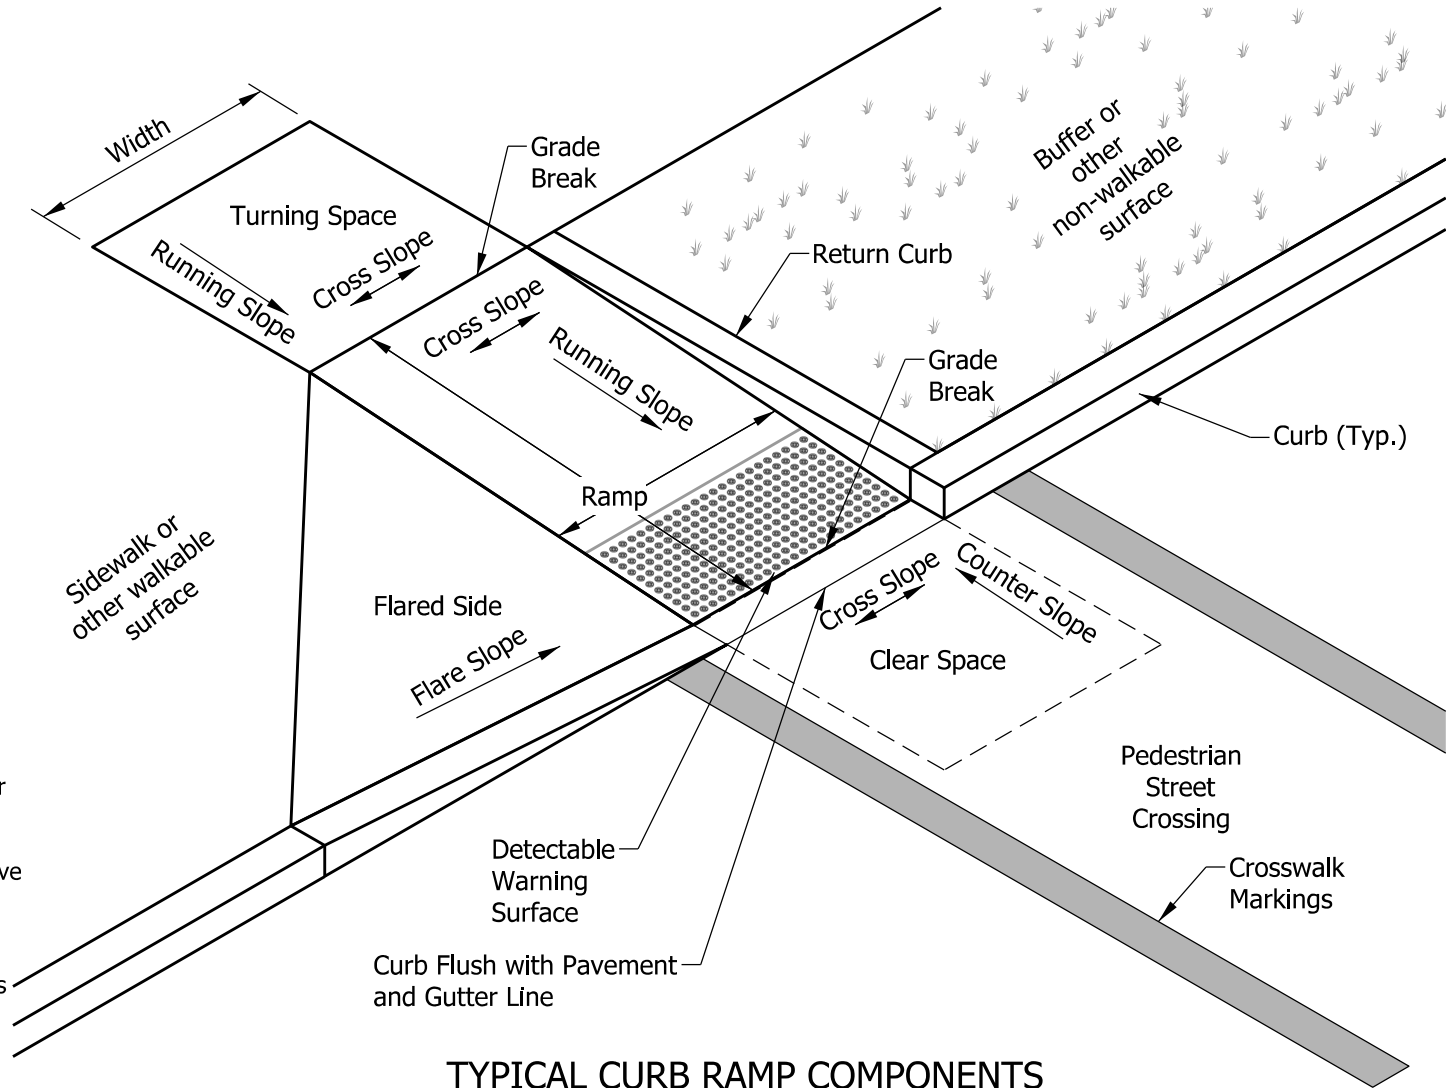 Width
Turning Space
Running Slope
Cross Slope
Grade
Break
Cross Slope
Running Slope
Return Curb
Buffer or
other
non-walkable
surface
Grade
Break
Curb (Typ.)
Ramp
Sidewalk or
other walkable
surface
Flared Side
Flare Slope
Cross Slope
Counter Slope
Clear Space
Pedestrian
Street
Crossing
Crosswalk
Markings
Detectable
Warning
Surface
Curb Flush with Pavement
and Gutter Line
TYPICAL CURB RAMP COMPONENTS